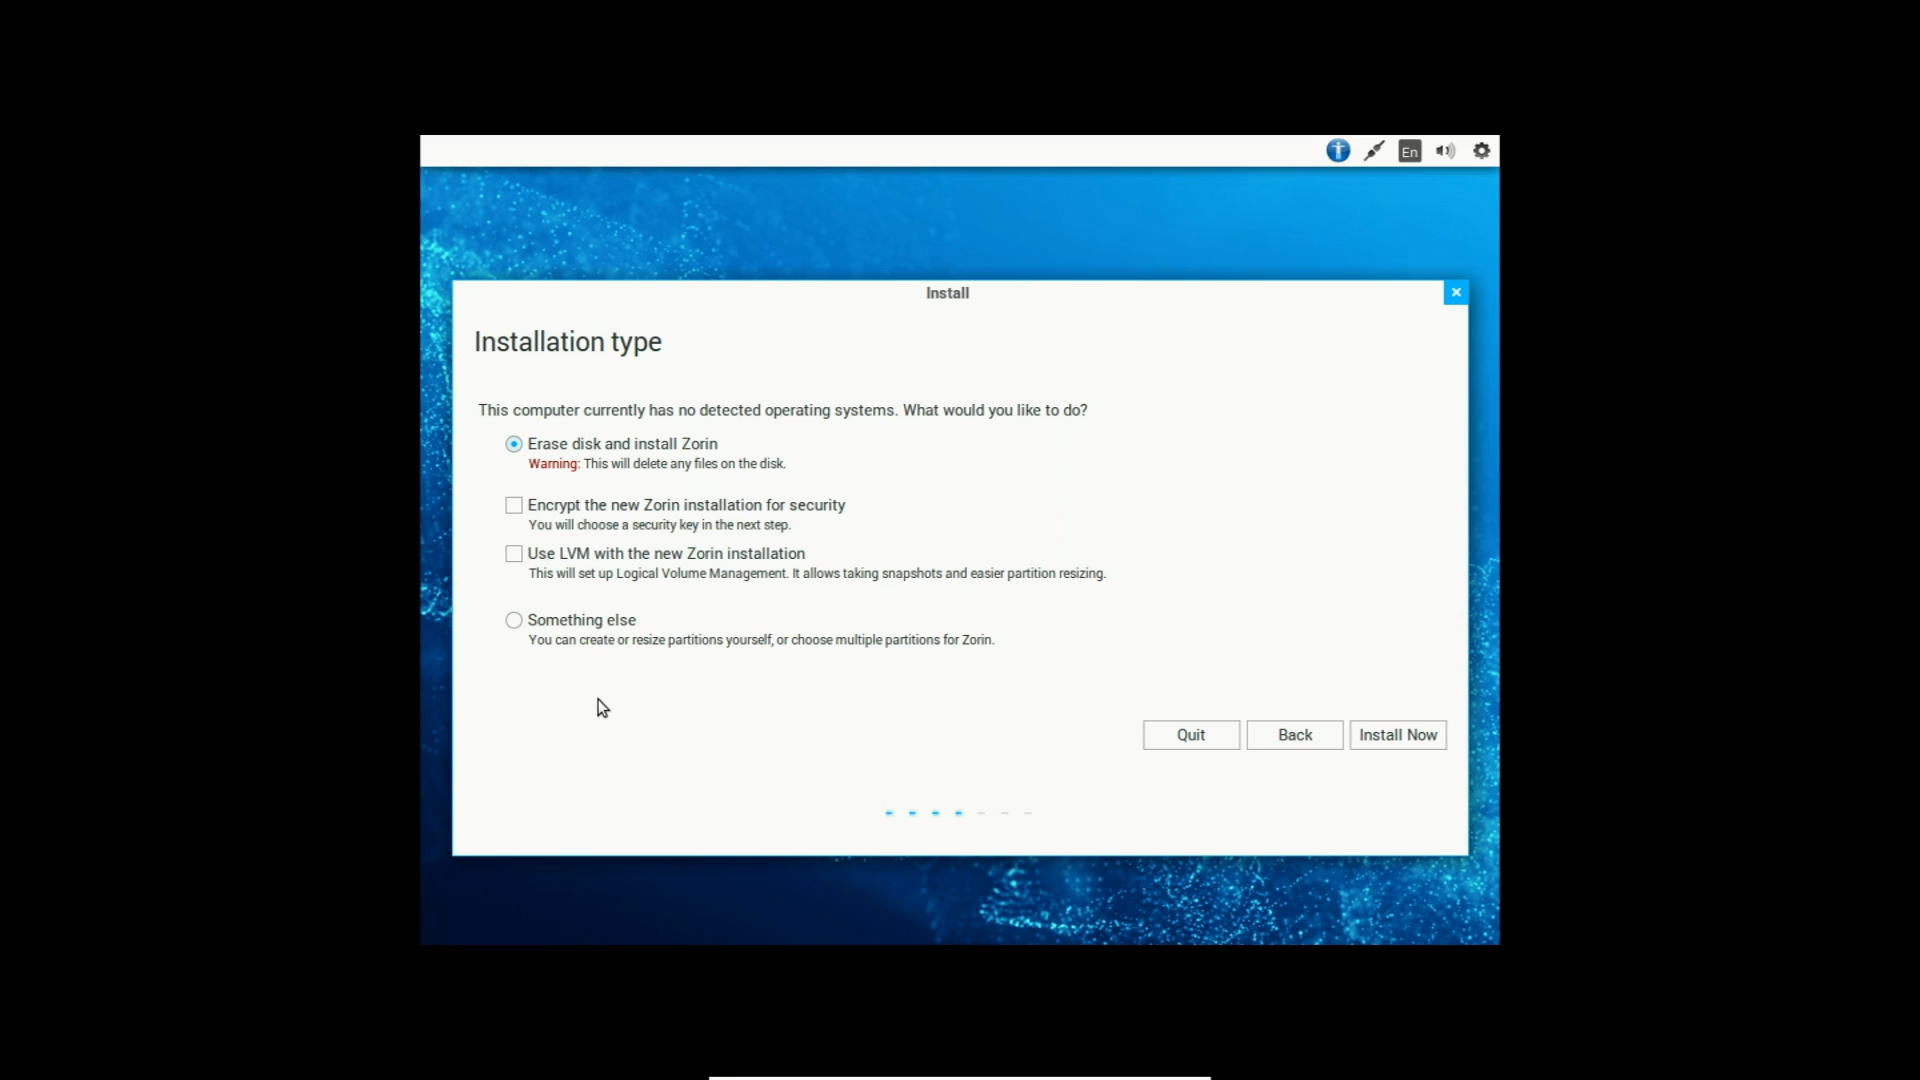 En
Install
Installation type
This computer currently has no detected operating systems. What would you like to do?
Erase disk and install Zorin
Warning: This will delete any files on the disk.
Encrypt the new Zorin installation for security
You will choose a security key in the next step.
Use LVM with the new Zorin installation
This will set up Logical Volume Management. It allows taking snapshots and easier partition resizing.
Something else
You can create or resize partitions yourself, or choose multiple partitions for Zorin.
Quit Back Install Now